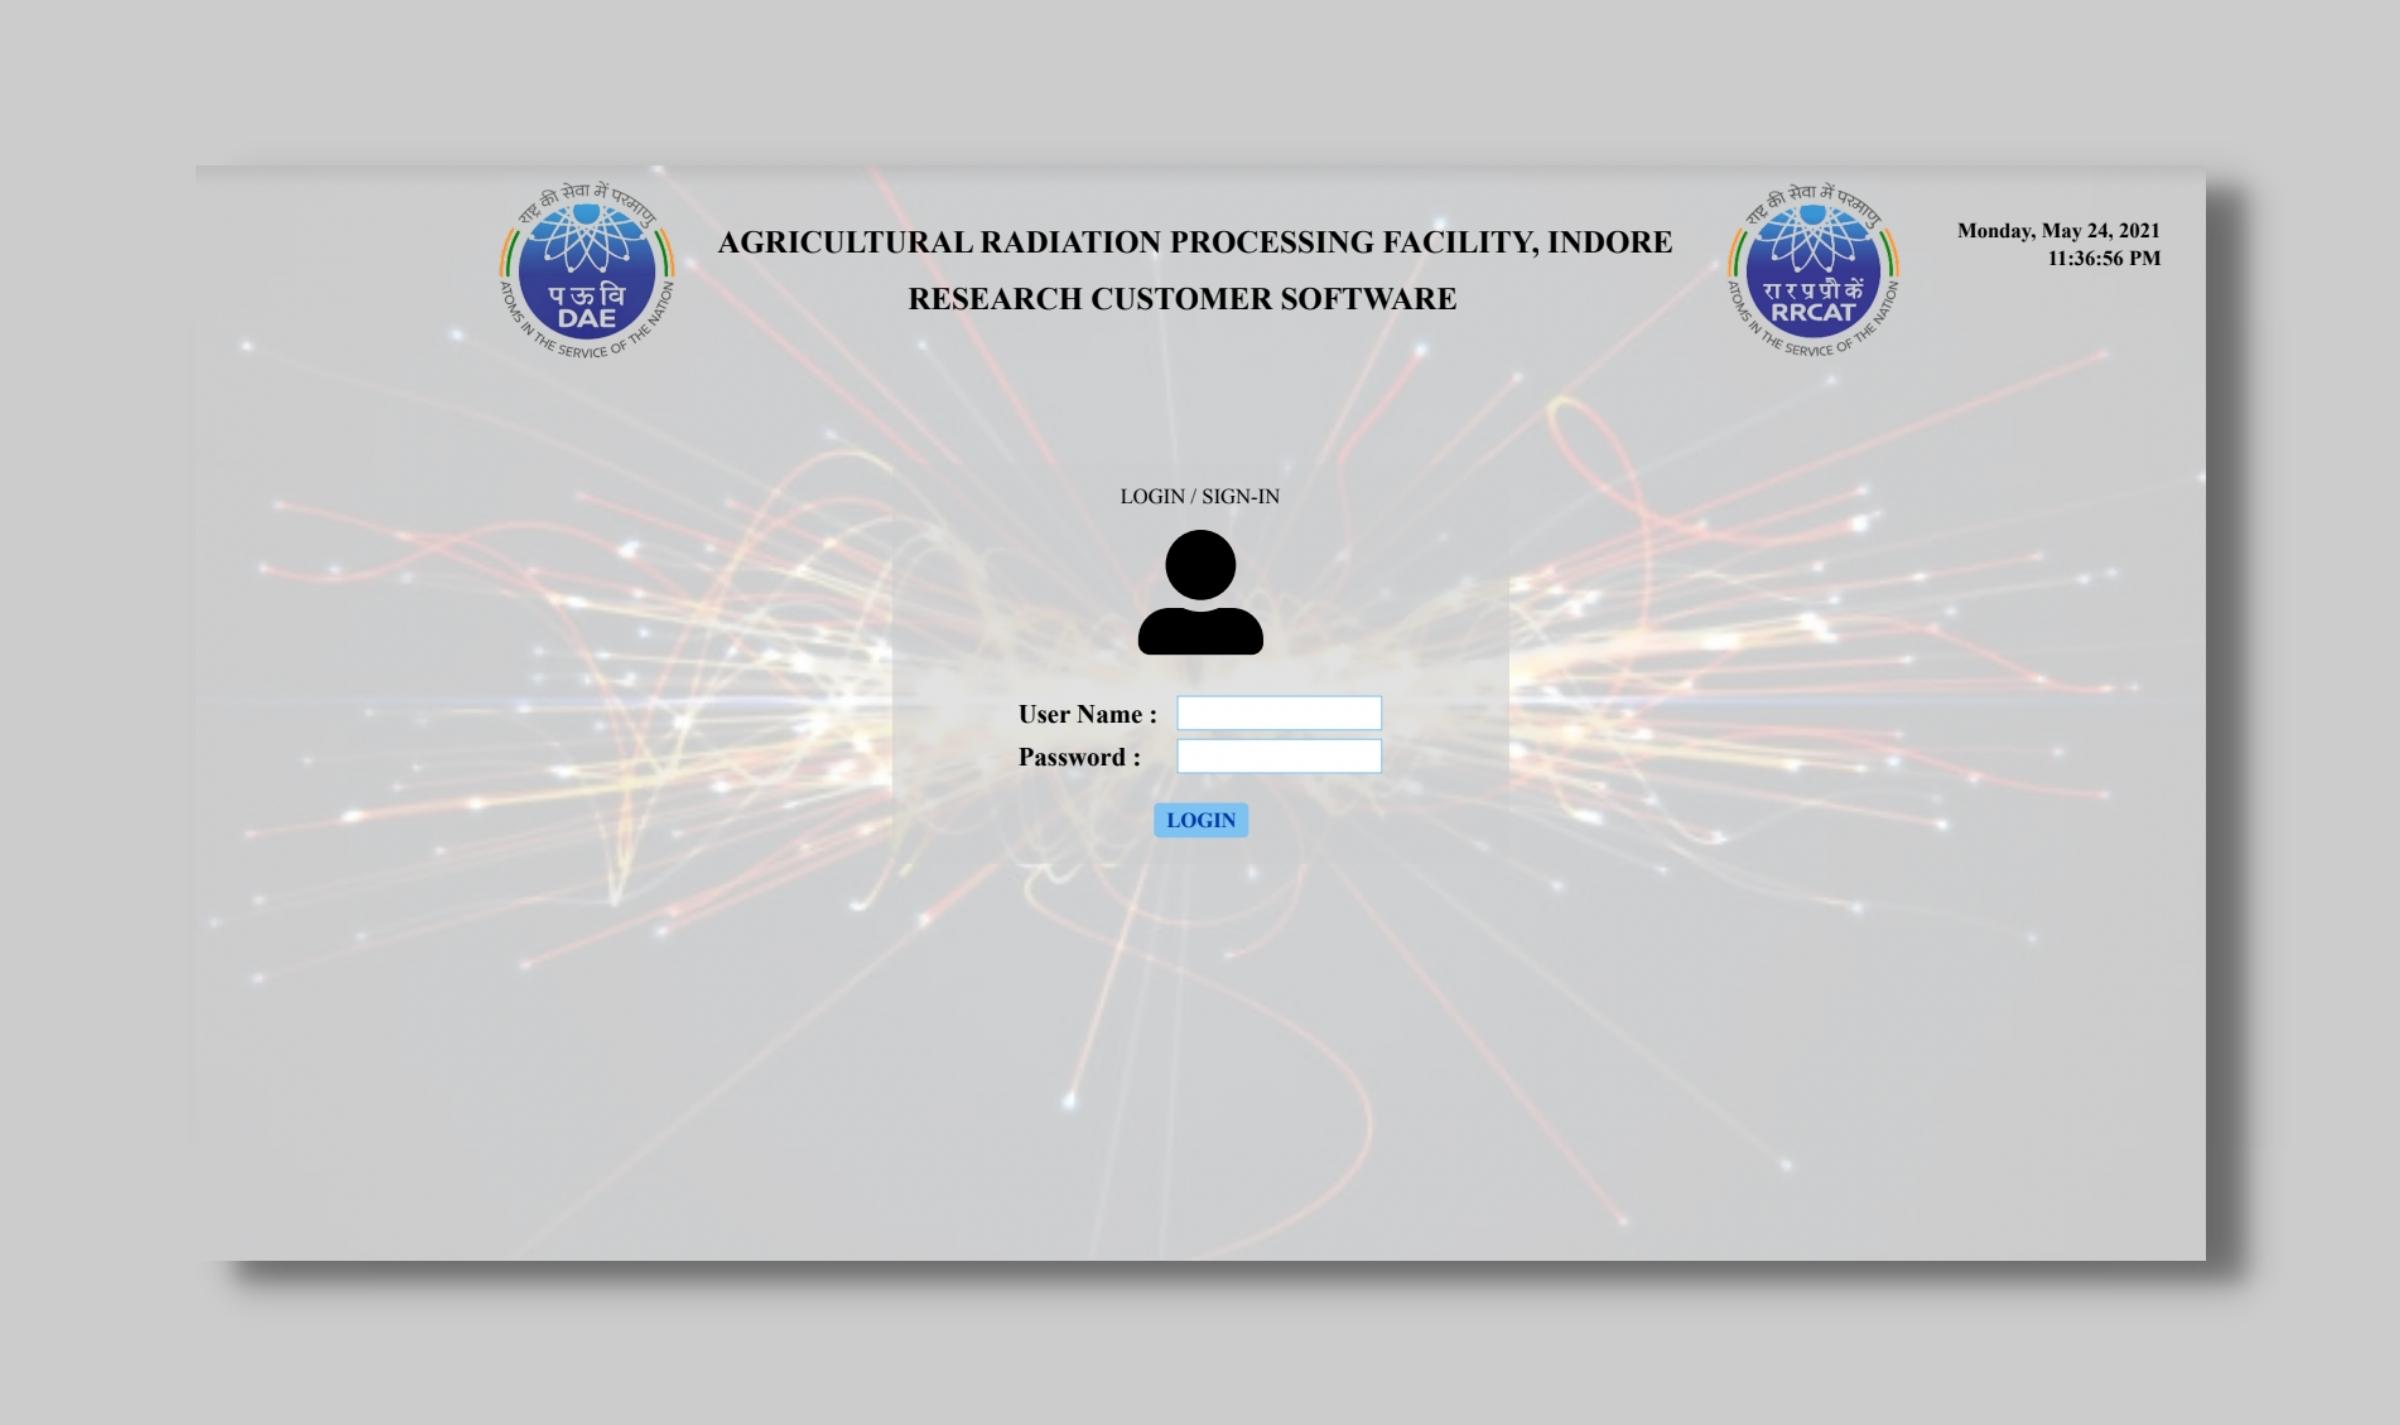 राष्ट्र की सेवा में परमाणु
प ऊ वि
DAE
ATOMS IN THE SERVICE OF THE NATION
AGRICULTURAL RADIATION PROCESSING FACILITY, INDORE
RESEARCH CUSTOMER SOFTWARE
राष्ट्र की सेवा में परमाणु
रा र प्र प्रौ कें
RRCAT
ATOMS IN THE SERVICE OF THE NATION
Monday, May 24, 2021
11:36:56 PM
LOGIN / SIGN-IN
User Name :
Password :
LOGIN